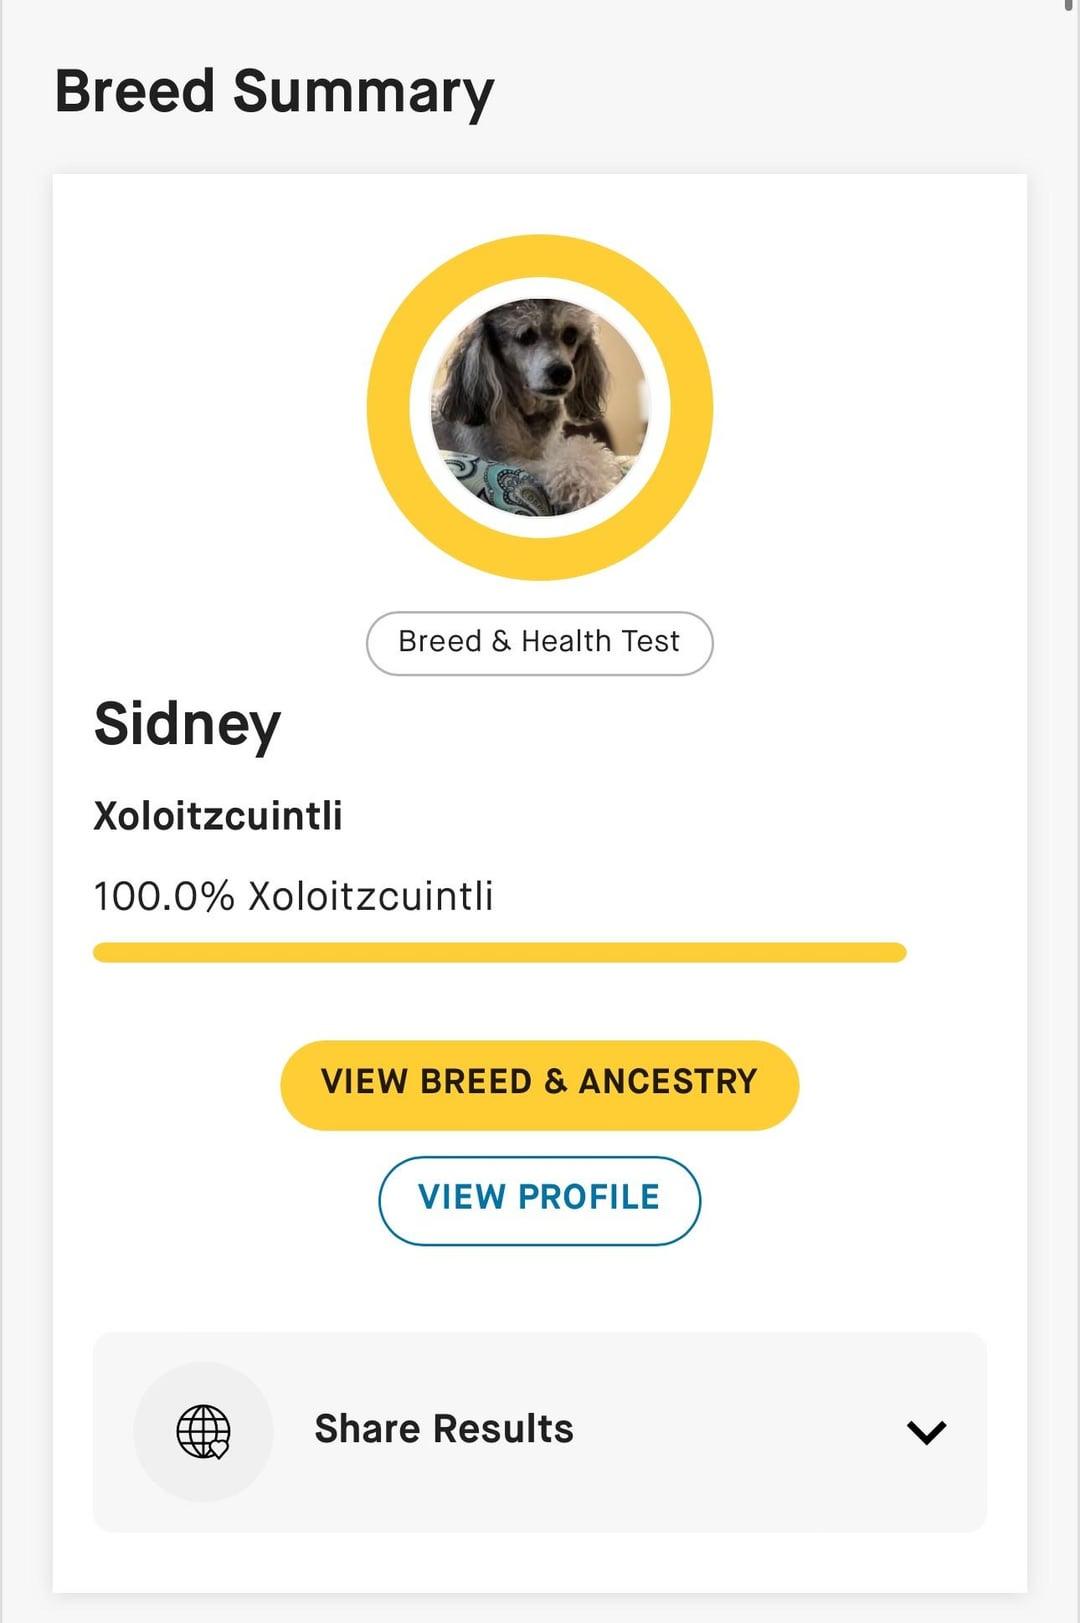 Breed Summary
Breed & Health Test
Sidney
Xoloitzcuintli
100.0% Xoloitzcuintli
VIEW BREED & ANCESTRY
VIEW PROFILE
Share Results